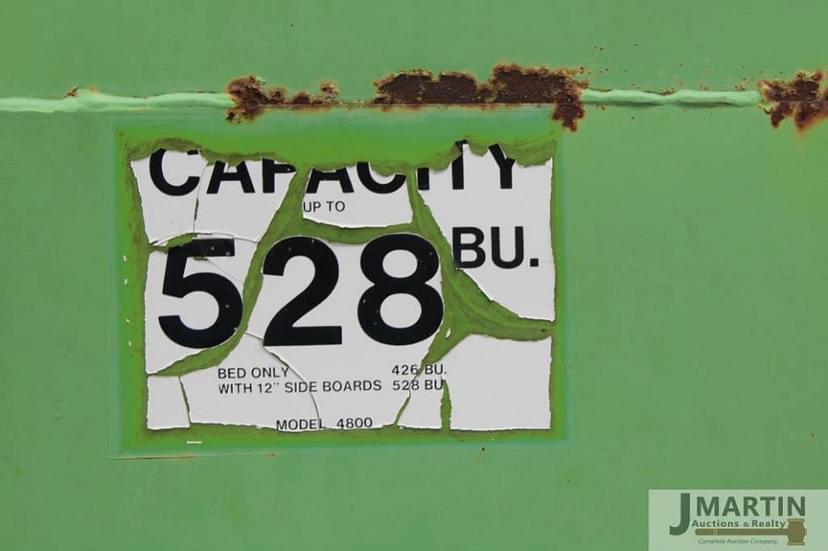 CAPACITY
UP TO
528 BU.
BED ONLY 426 BU.
WITH 12" SIDE BOARDS 528 BU
MODEL 4800
JMARTIN
Auctions & Realty
Complete Auction Company